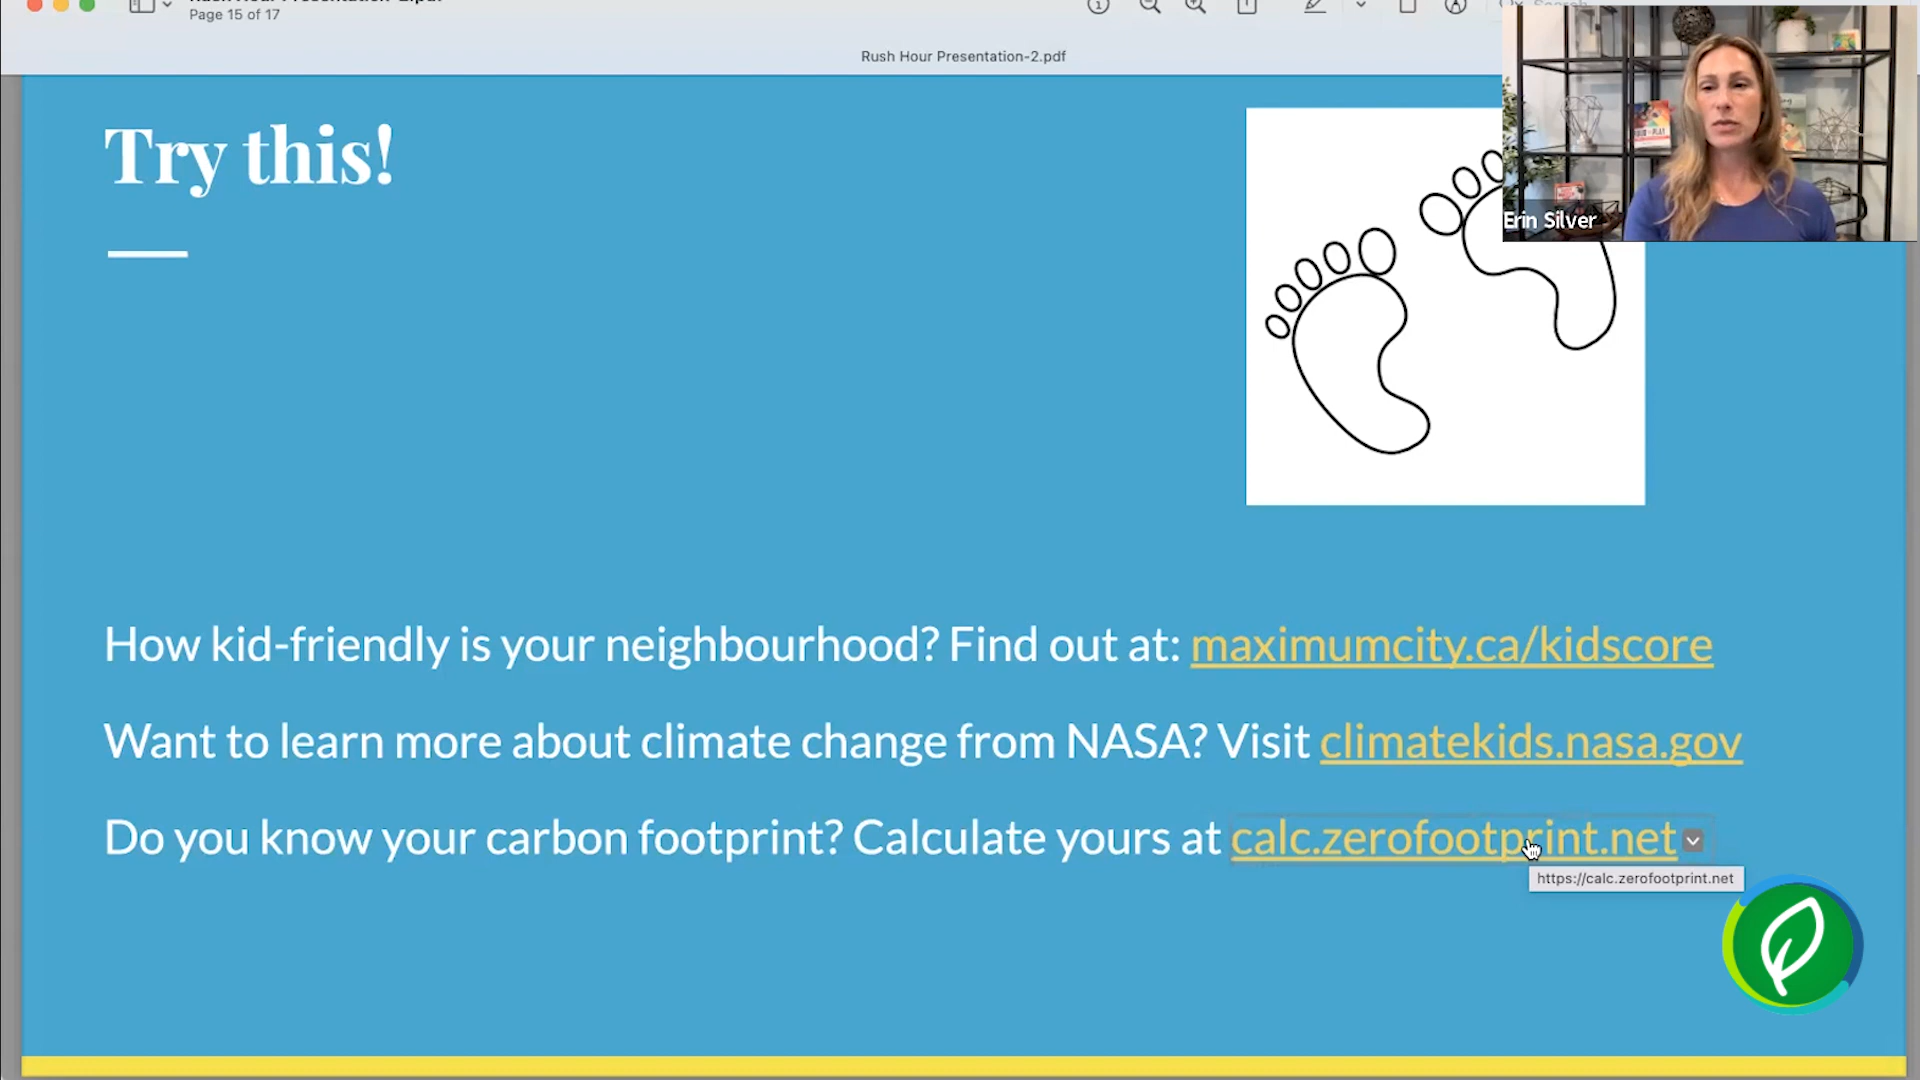 Page 15 of 17
Rush Hour Presentation-2.pdf
Erin Silver
Try this!
How kid-friendly is your neighbourhood? Find out at: maximumcity.ca/kidscore
Want to learn more about climate change from NASA? Visit climatekids.nasa.gov
Do you know your carbon footprint? Calculate yours at calc.zerofootprint.net
https://calc.zerofootprint.net